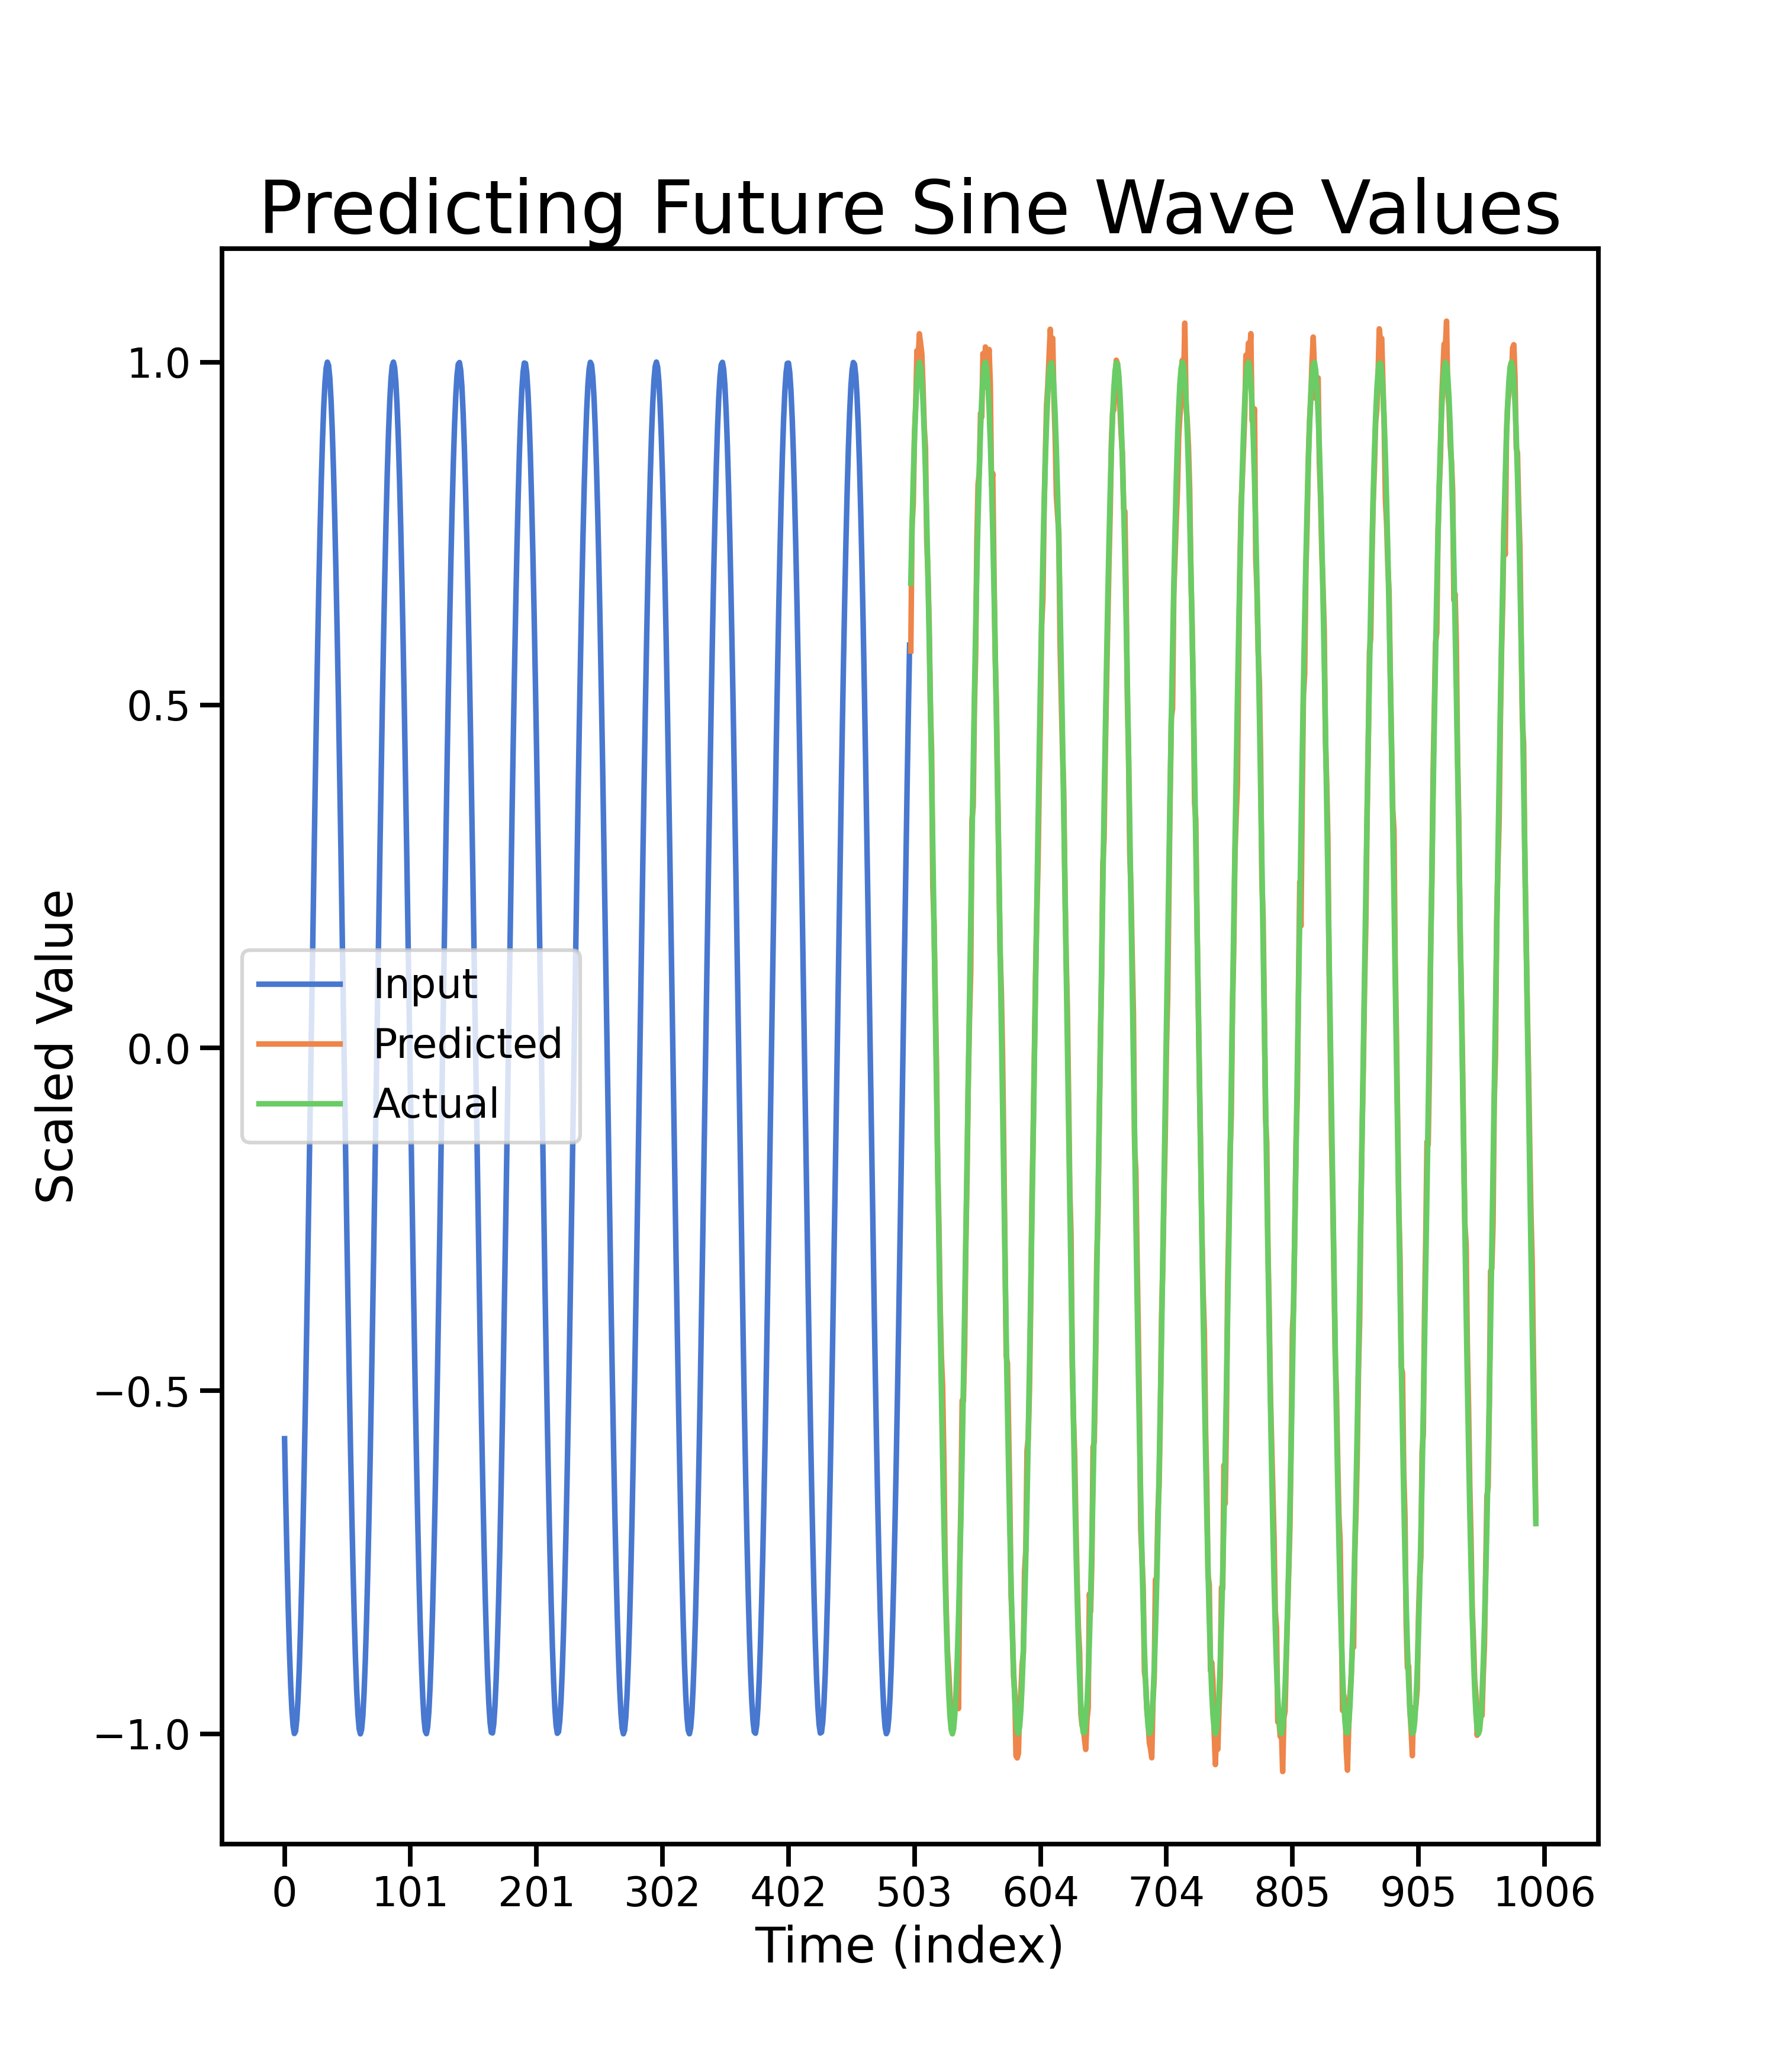 Predicting Future Sine Wave Values
1.0
0.5
0.0
−0.5
−1.0
Scaled Value
Input
Predicted
Actual
0 101 201 302 402 503 604 704 805 905 1006
Time (index)